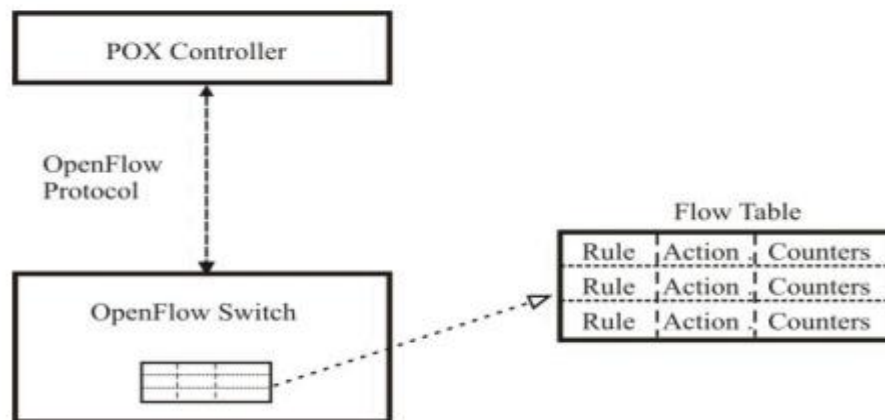 POX Controller
OpenFlow
Protocol
OpenFlow Switch
Flow Table
Rule Action . Counters
Rule Action . Counters
Rule Action . Counters